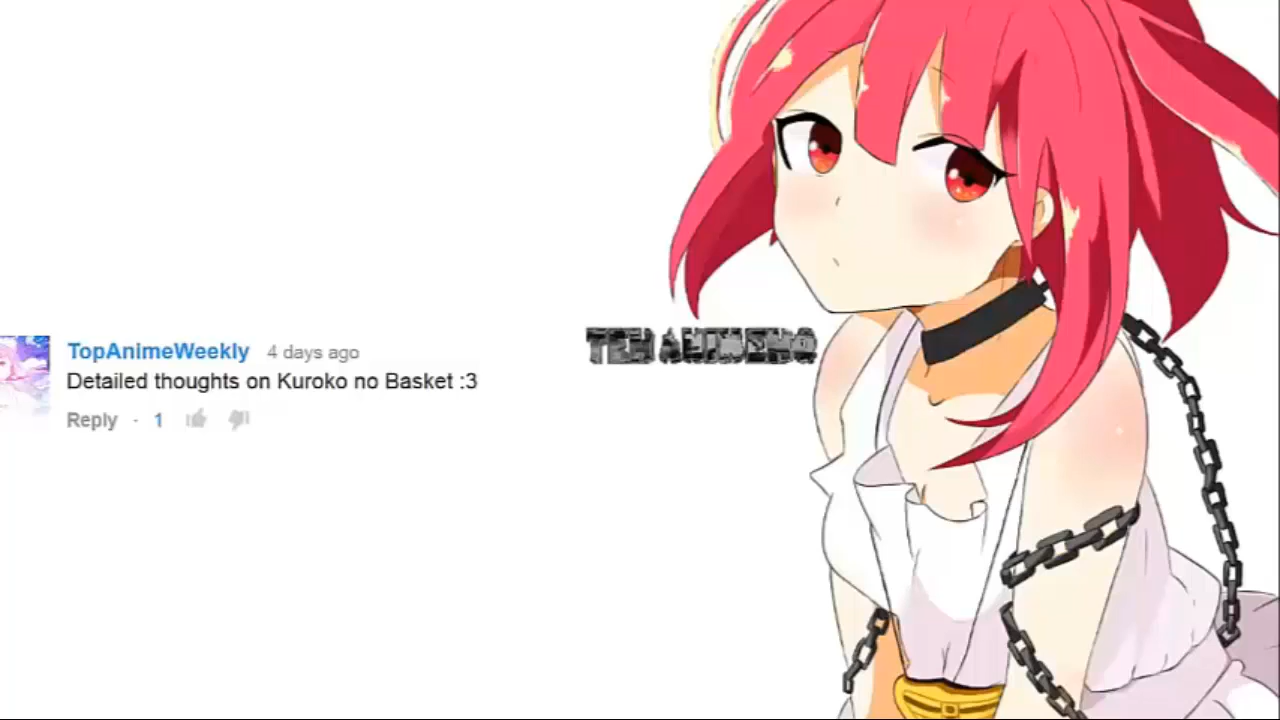 TopAnimeWeekly 4 days ago
Detailed thoughts on Kuroko no Basket :3
Reply · 1